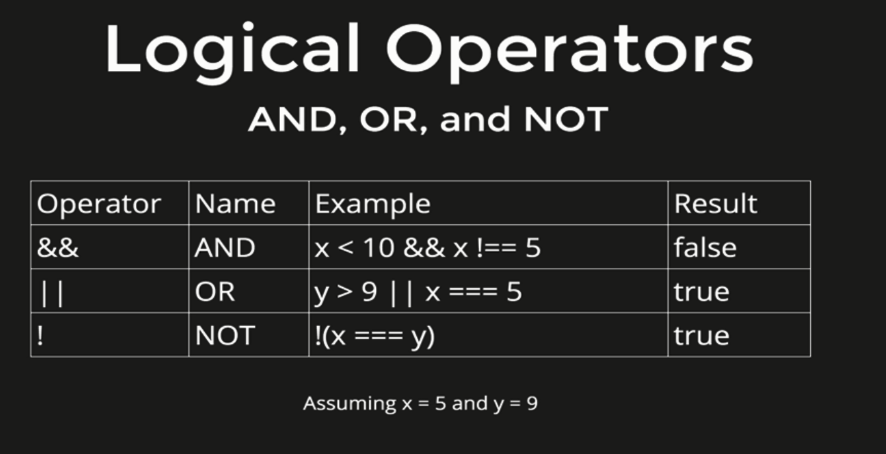 Logical Operators
AND, OR, and NOT
Operator Name Example Result
&& AND x < 10 && x !== 5 false
|| OR y > 9 || x === 5 true
! NOT !(x === y) true
Assuming x = 5 and y = 9